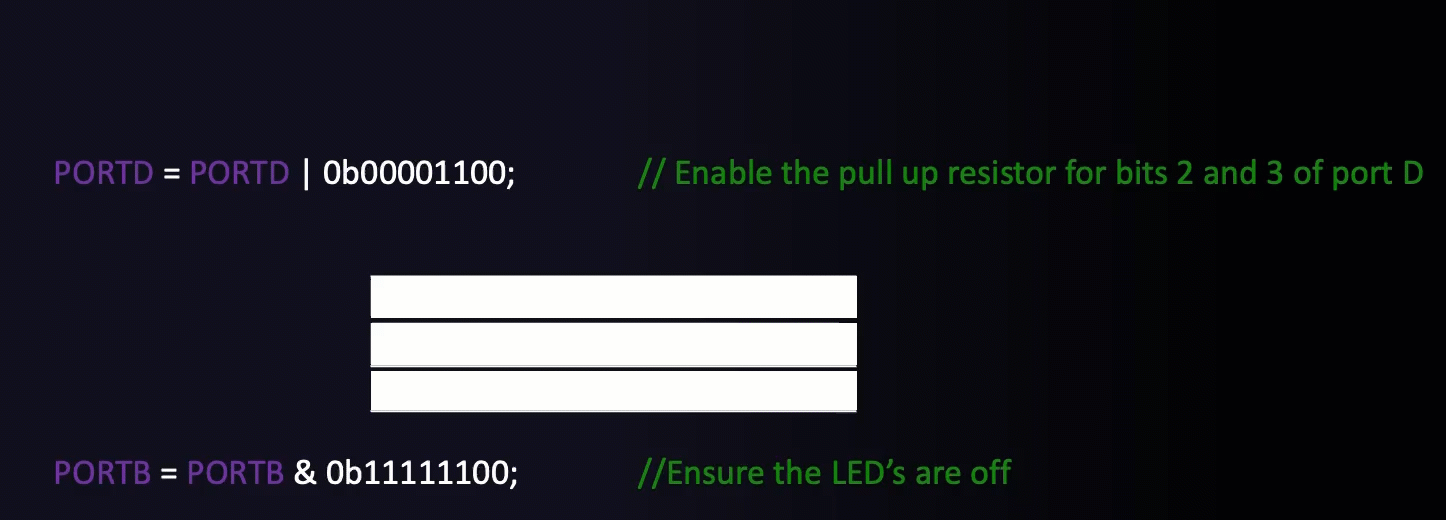 PORTD = PORTD | 0b00001100; // Enable the pull up resistor for bits 2 and 3 of port D
PORTB = PORTB & 0b11111100; //Ensure the LED’s are off